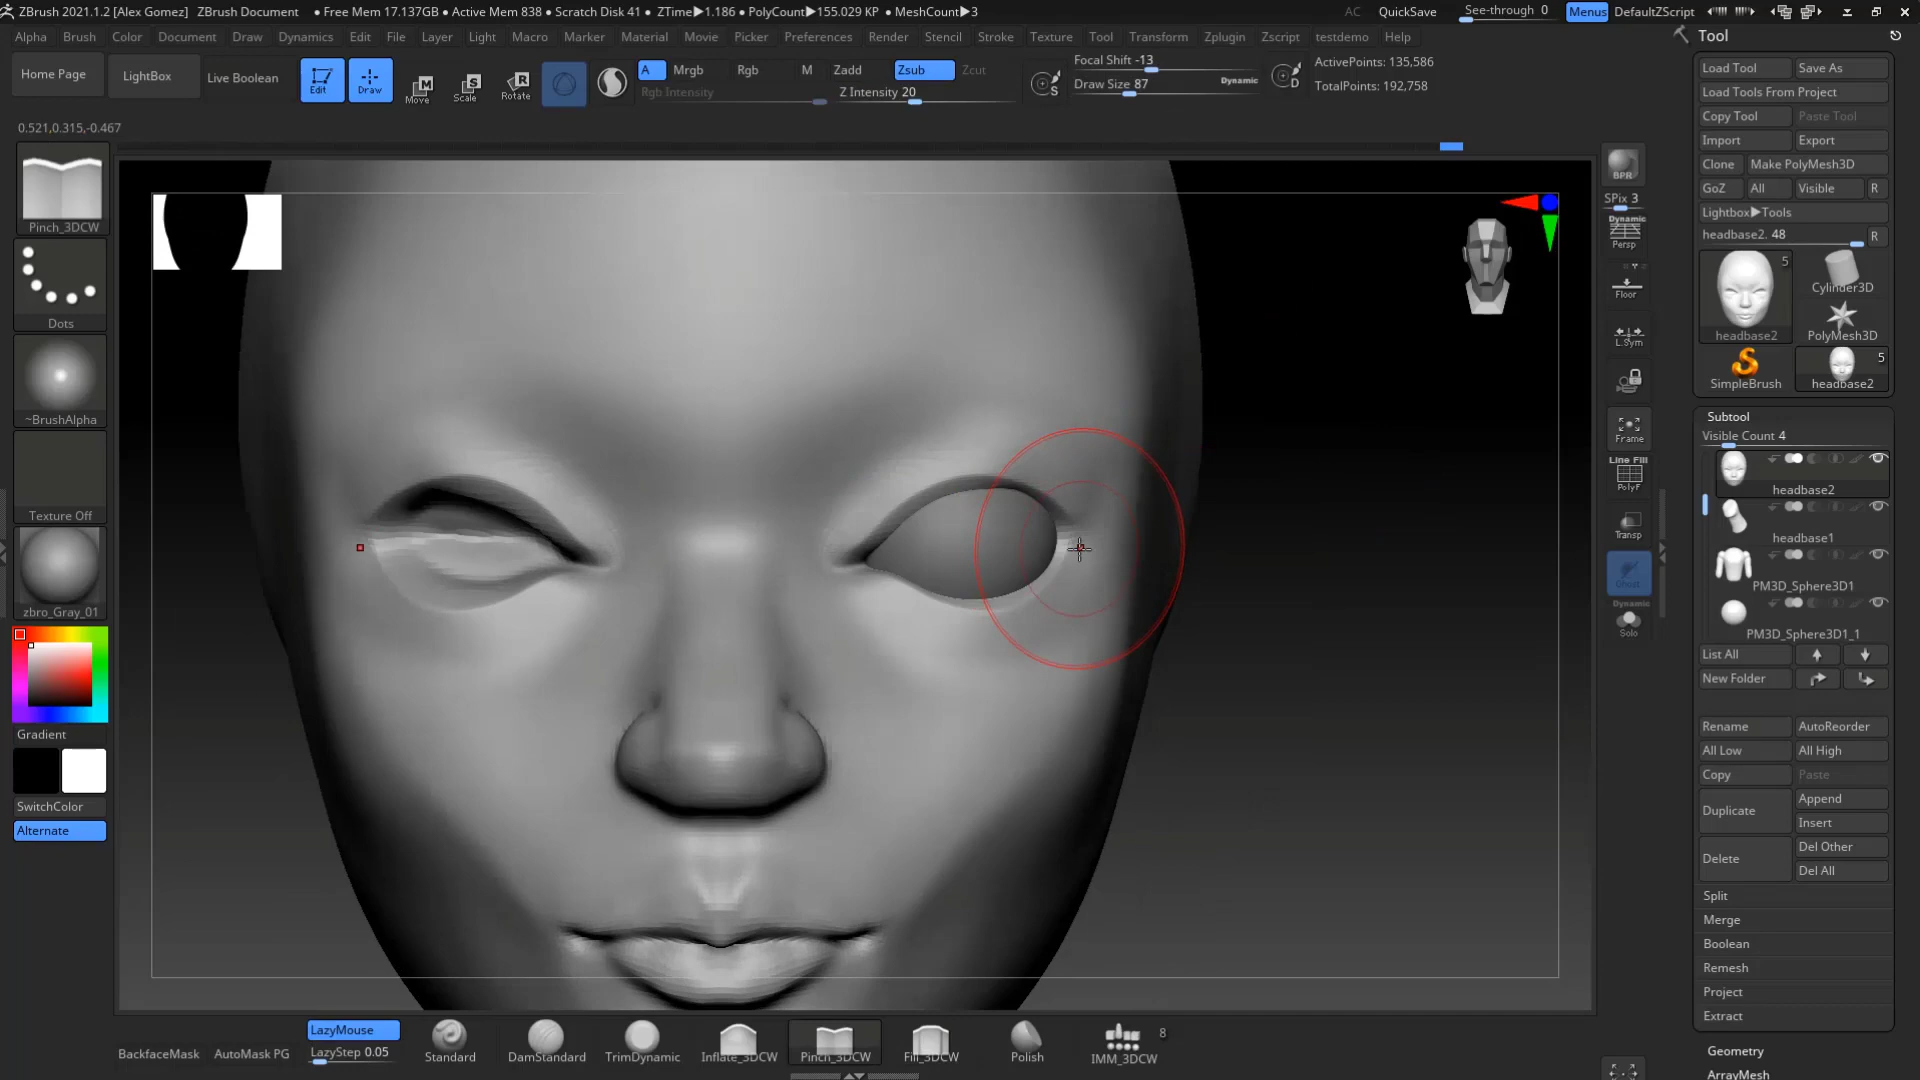 ZBrush 2021.1.2 [Alex Gomez] ZBrush Document ● Free Mem 17.137GB ● Active Mem 838 ● Scratch Disk 41 ● ZTime▶1.186 ● PolyCount▶155.029 KP ● MeshCount▶3 AC QuickSave See-through 0 Menus DefaultZScript
Alpha Brush Color Document Draw Dynamics Edit File Layer Light Macro Marker Material Movie Picker Preferences Render Stencil Stroke Texture Tool Transform Zplugin Zscript testdemo Help
Home Page LightBox Live Boolean Edit Draw Move Scale Rotate
A Mrgb Rgb M Zadd Zsub Zcut
Rgb Intensity Z Intensity 20
S
Focal Shift -13
Draw Size 87 Dynamic
D
ActivePoints: 135,586
TotalPoints: 192,758
0.521,0.315,-0.467
Pinch_3DCW
Dots
~BrushAlpha
Texture Off
zbro_Gray_01
Gradient
SwitchColor
Alternate
BPR
SPix 3
Dynamic
Persp
Floor
L.Sym
Frame
Line Fill
PolyF
Transp
Ghost
Dynamic
Solo
Tool
Load Tool Save As
Load Tools From Project
Copy Tool Paste Tool
Import Export
Clone Make PolyMesh3D
GoZ All Visible R
Lightbox▶Tools
headbase2. 48 R
5
headbase2
Cylinder3D
PolyMesh3D
SimpleBrush
5
headbase2
Subtool
Visible Count 4
headbase2
headbase1
PM3D_Sphere3D1
PM3D_Sphere3D1_1
List All
New Folder
Rename AutoReorder
All Low All High
Copy Paste
Duplicate Append
Insert
Delete Del Other
Del All
Split
Merge
Boolean
Remesh
Project
Extract
Geometry
ArrayMesh
BackfaceMask AutoMask PG
LazyMouse
LazyStep 0.05
Standard DamStandard TrimDynamic Inflate_3DCW Pinch_3DCW Fill_3DCW Polish IMM_3DCW
8